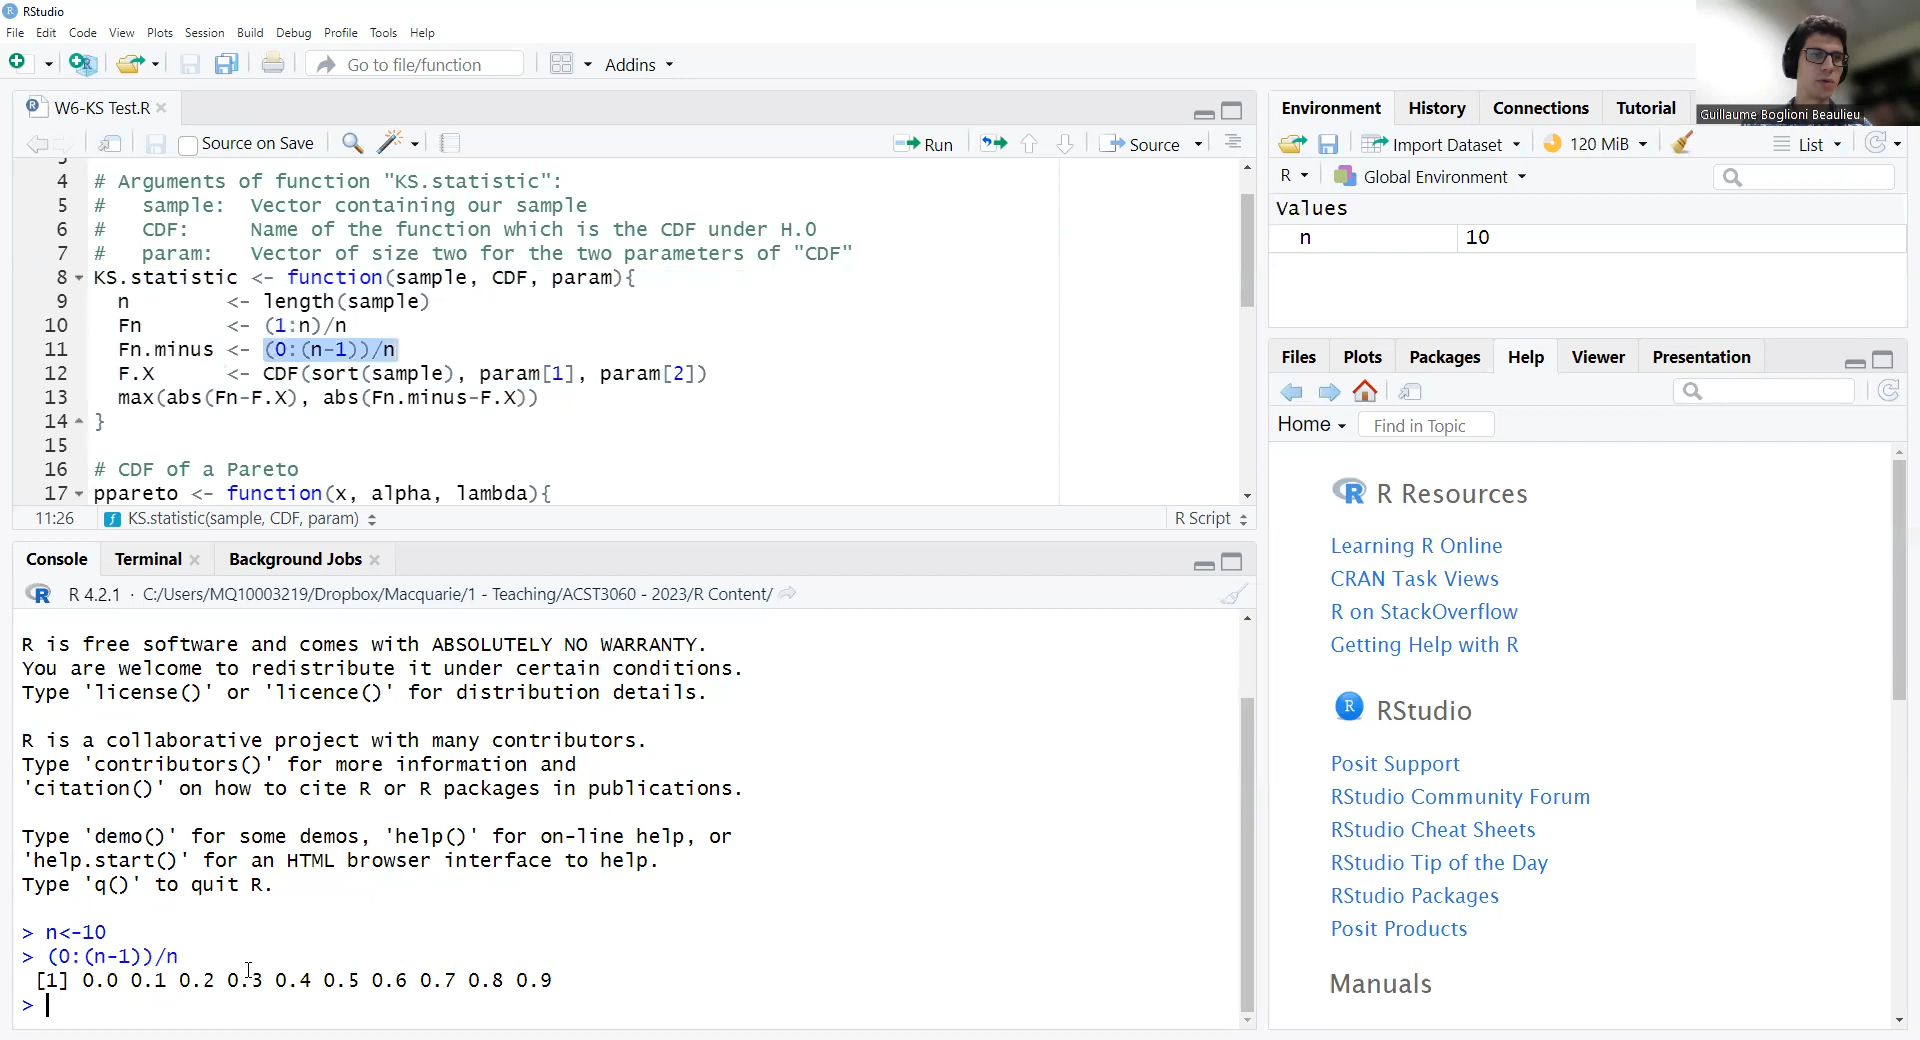 RStudio
File Edit Code View Plots Session Build Debug Profile Tools Help
Go to file/function Addins
Guillaume Boglioni Beaulieu
W6-KS Test.R
Source on Save Run Source
4 # Arguments of function "KS.statistic":
5 #   sample:  Vector containing our sample
6 #   CDF:     Name of the function which is the CDF under H.0
7 #   param:   Vector of size two for the two parameters of "CDF"
8 KS.statistic <- function(sample, CDF, param){
9   n        <- length(sample)
10   Fn       <- (1:n)/n
11   Fn.minus <- (0:(n-1))/n
12   F.X      <- CDF(sort(sample), param[1], param[2])
13   max(abs(Fn-F.X), abs(Fn.minus-F.X))
14 }
15
16 # CDF of a Pareto
17 ppareto <- function(x, alpha, lambda){
11:26 KS.statistic(sample, CDF, param) R Script
Console Terminal Background Jobs
R 4.2.1 · C:/Users/MQ10003219/Dropbox/Macquarie/1 - Teaching/ACST3060 - 2023/R Content/
R is free software and comes with ABSOLUTELY NO WARRANTY.
You are welcome to redistribute it under certain conditions.
Type 'license()' or 'licence()' for distribution details.
R is a collaborative project with many contributors.
Type 'contributors()' for more information and
'citation()' on how to cite R or R packages in publications.
Type 'demo()' for some demos, 'help()' for on-line help, or
'help.start()' for an HTML browser interface to help.
Type 'q()' to quit R.
> n<-10
> (0:(n-1))/n
[1] 0.0 0.1 0.2 0.3 0.4 0.5 0.6 0.7 0.8 0.9
>
Environment History Connections Tutorial
Import Dataset 120 MiB List
R Global Environment
Values
n 10
Files Plots Packages Help Viewer Presentation
Home Find in Topic
R Resources
Learning R Online
CRAN Task Views
R on StackOverflow
Getting Help with R
RStudio
Posit Support
RStudio Community Forum
RStudio Cheat Sheets
RStudio Tip of the Day
RStudio Packages
Posit Products
Manuals